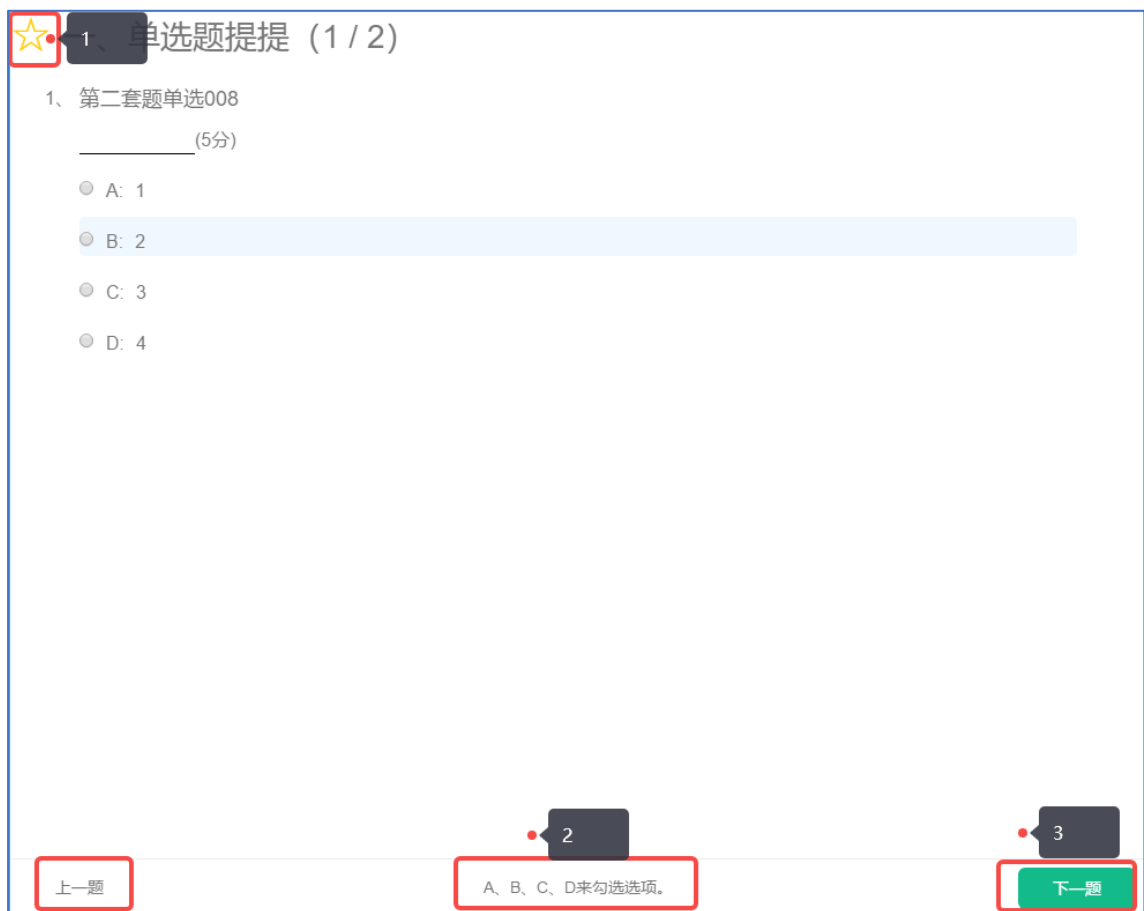 1
、单选题提提（1 / 2）
1、 第二套题单选008
__________(5分)
A: 1
B: 2
C: 3
D: 4
2
3
上一题
A、B、C、D来勾选选项。
下一题